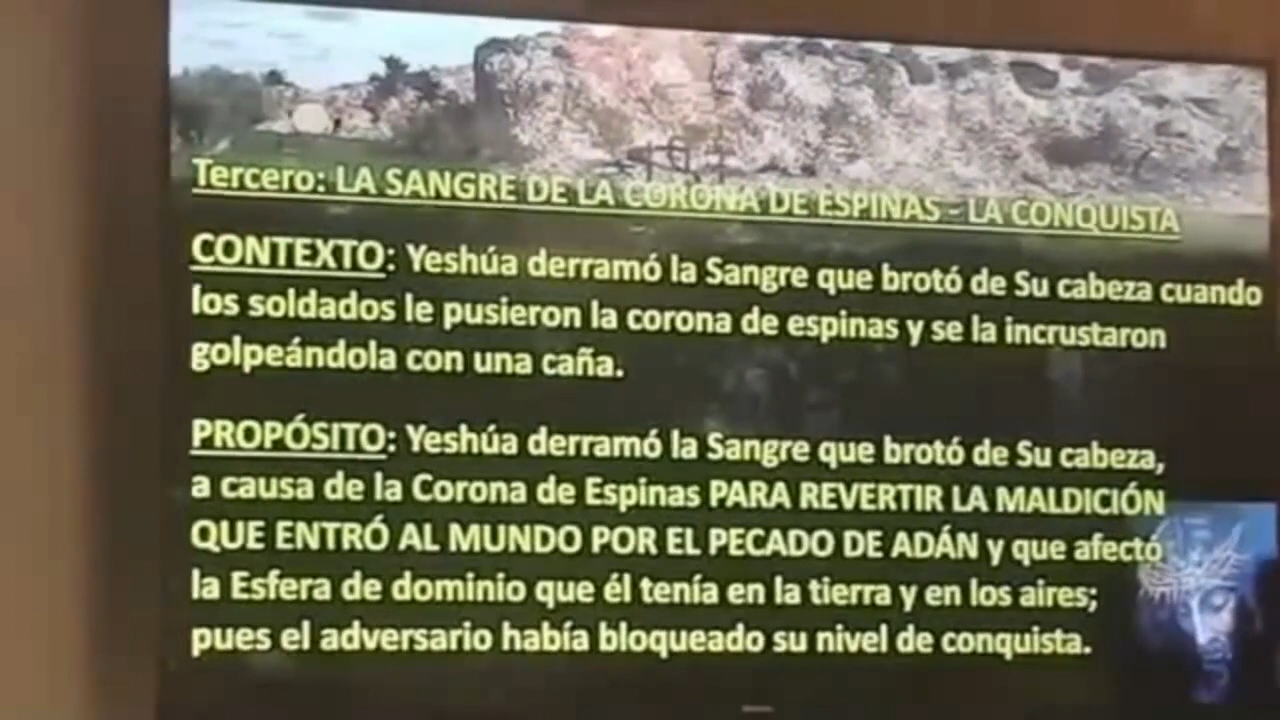 Tercero: LA SANGRE DE LA CORONA DE ESPINAS - LA CONQUISTA
CONTEXTO: Yeshúa derramó la Sangre que brotó de Su cabeza cuando
los soldados le pusieron la corona de espinas y se la incrustaron
golpeándola con una caña.
PROPÓSITO: Yeshúa derramó la Sangre que brotó de Su cabeza,
a causa de la Corona de Espinas PARA REVERTIR LA MALDICIÓN
QUE ENTRÓ AL MUNDO POR EL PECADO DE ADÁN y que afectó
la Esfera de dominio que él tenía en la tierra y en los aires;
pues el adversario había bloqueado su nivel de conquista.